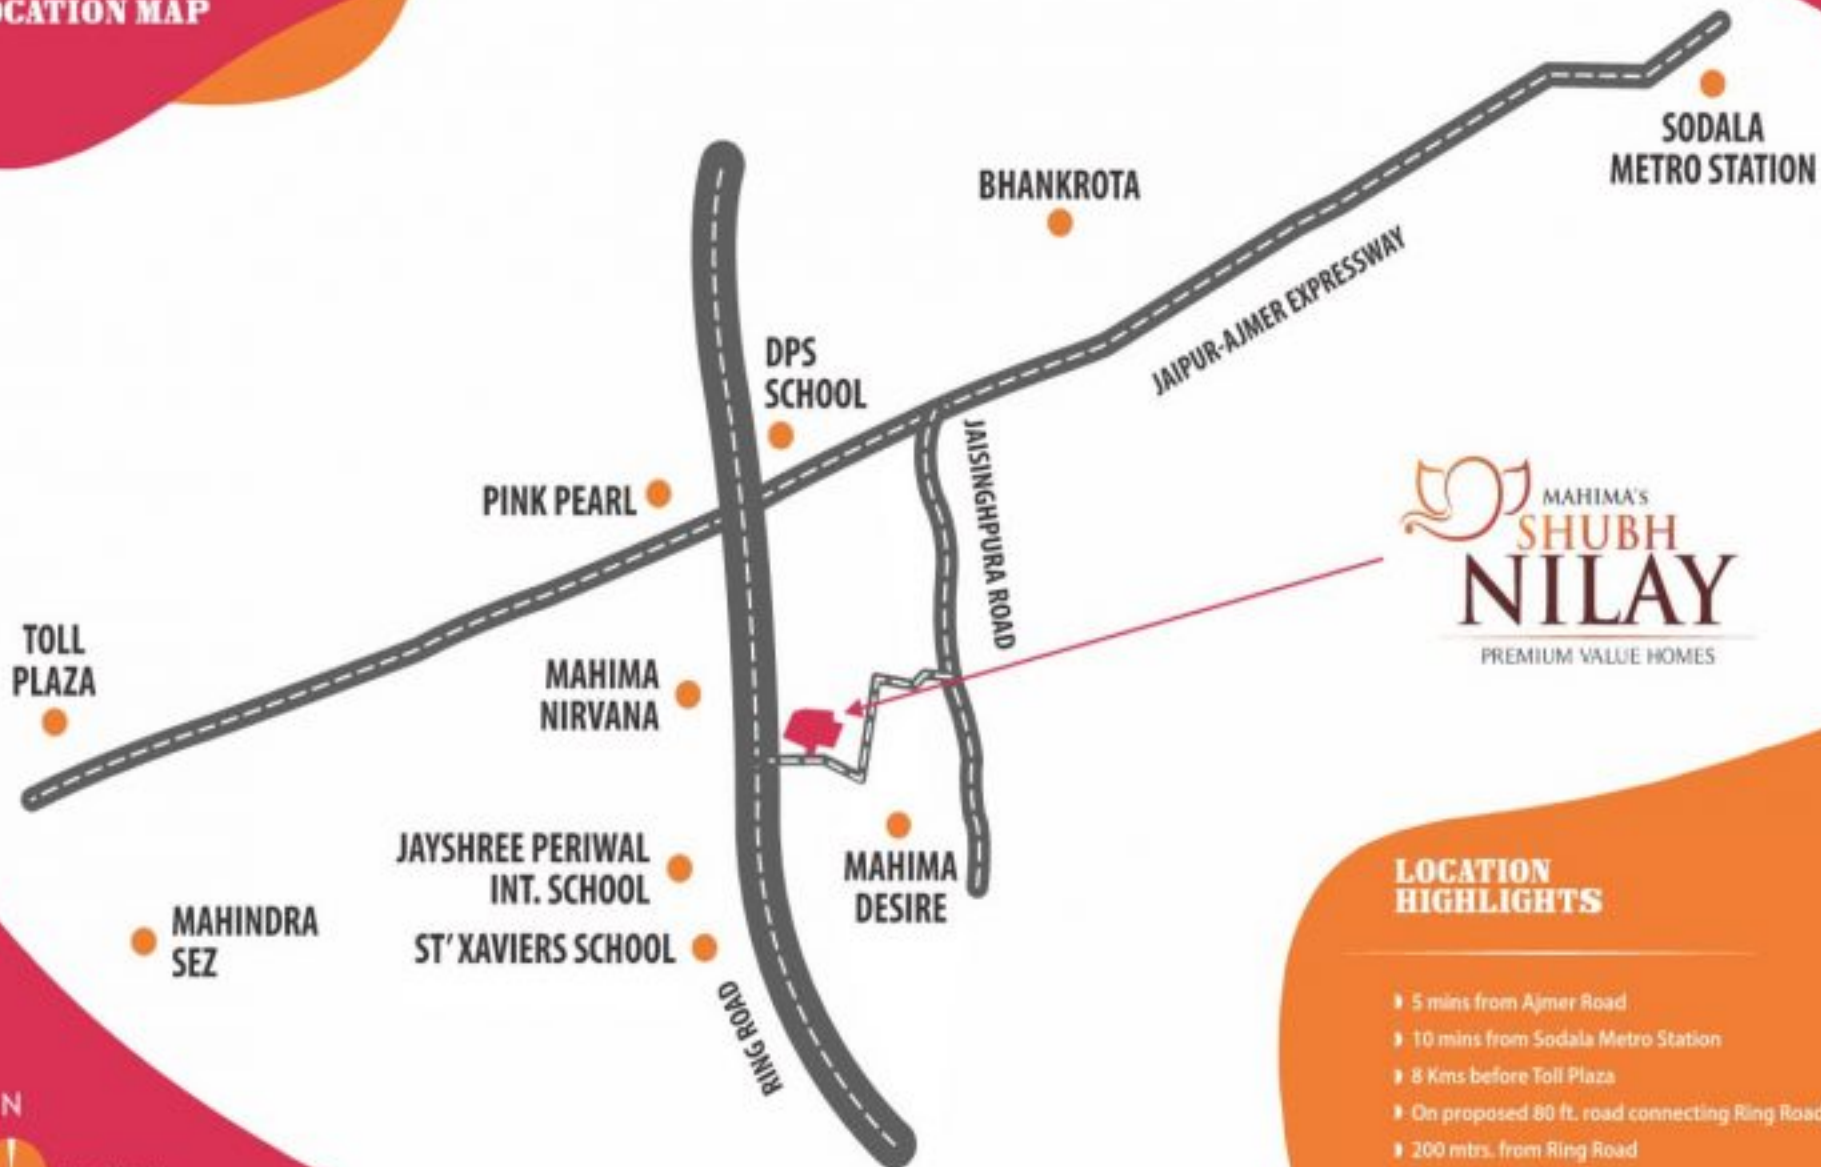 OCATION MAP
SODALA
METRO STATION
BHANKROTA
JAIPUR-AJMER EXPRESSWAY
DPS
SCHOOL
JAISINGHPURA ROAD
PINK PEARL
MAHIMA's
SHUBH
NILAY
PREMIUM VALUE HOMES
TOLL
PLAZA
MAHIMA
NIRVANA
JAYSHREE PERIWAL
INT. SCHOOL
MAHIMA
DESIRE
MAHINDRA
SEZ
ST' XAVIERS SCHOOL
RING ROAD
LOCATION
HIGHLIGHTS
5 mins from Ajmer Road
10 mins from Sodala Metro Station
8 Kms before Toll Plaza
On proposed 80 ft. road connecting Ring Road
200 mtrs. from Ring Road
N